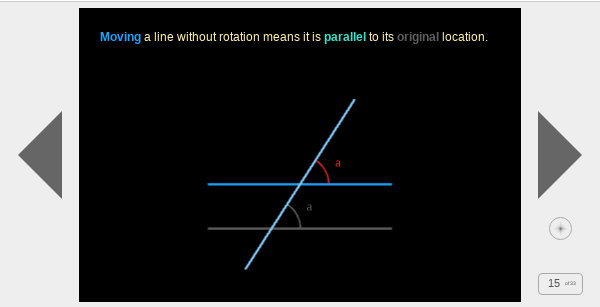 Moving a line without rotation means it is parallel to its original location.
a
a
15 of 33